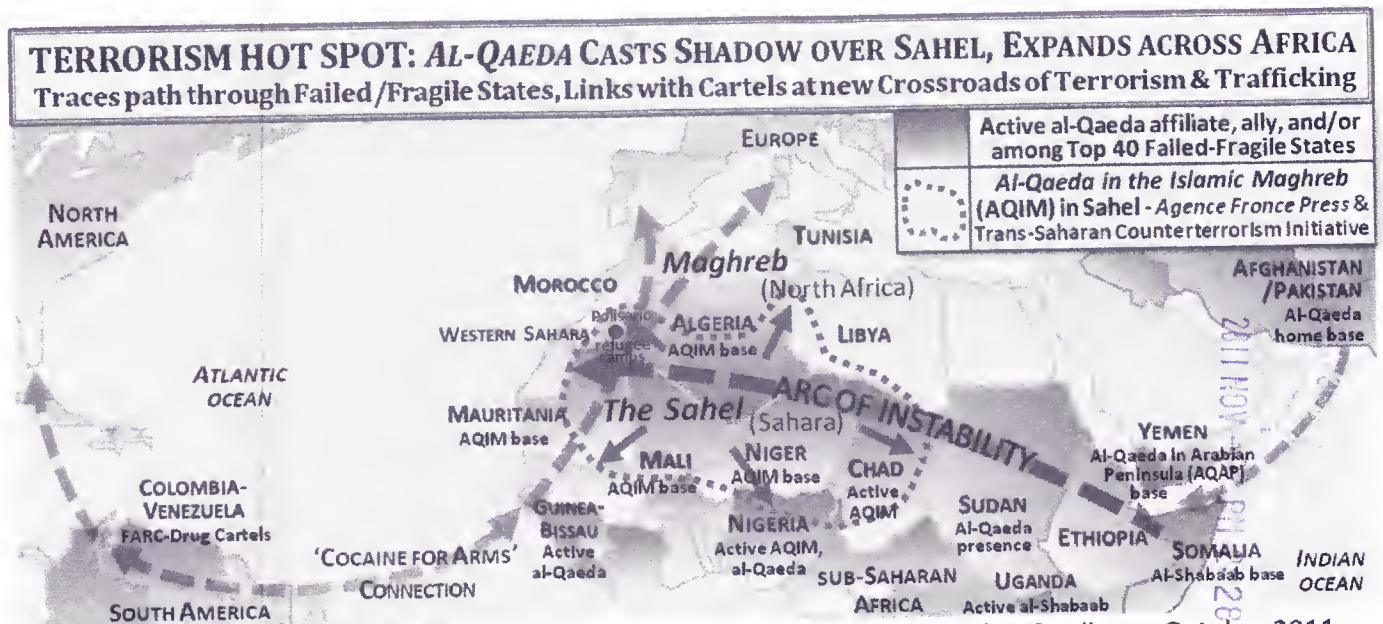 TERRORISM HOT SPOT: AL-QAEDA CASTS SHADOW OVER SAHEL, EXPANDS ACROSS AFRICA
Traces path through Failed/Fragile States, Links with Cartels at new Crossroads of Terrorism & Trafficking
Active al-Qaeda affiliate, ally, and/or
among Top 40 Failed-Fragile States
Al-Qaeda in the Islamic Maghreb
(AQIM) in Sahel - Agence Fronce Press &
Trans-Saharan Counterterrorism Initiative
EUROPE
NORTH
AMERICA
TUNISIA
Maghreb
(North Africa)
MOROCCO
AFGHANISTAN
/PAKISTAN
Al-Qaeda
home base
WESTERN SAHARA
Polisario
refugee
camps
ALGERIA
AQIM base
LIBYA
ATLANTIC
OCEAN
ARC OF INSTABILITY
MAURITANIA
AQIM base
The Sahel
(Sahara)
MALI
AQIM base
NIGER
AQIM base
CHAD
Active
AQIM
YEMEN
Al-Qaeda in Arabian
Peninsula (AQAP)
base
COLOMBIA-
VENEZUELA
FARC-Drug Cartels
GUINEA-
BISSAU
Active
al-Qaeda
NIGERIA
Active AQIM,
al-Qaeda
SUDAN
Al-Qaeda
presence
ETHIOPIA
SOMALIA
Al-Shabaab base
INDIAN
OCEAN
'COCAINE FOR ARMS'
CONNECTION
SUB-SAHARAN
AFRICA
UGANDA
Active al-Shabaab
SOUTH AMERICA
2011 NOV
2011